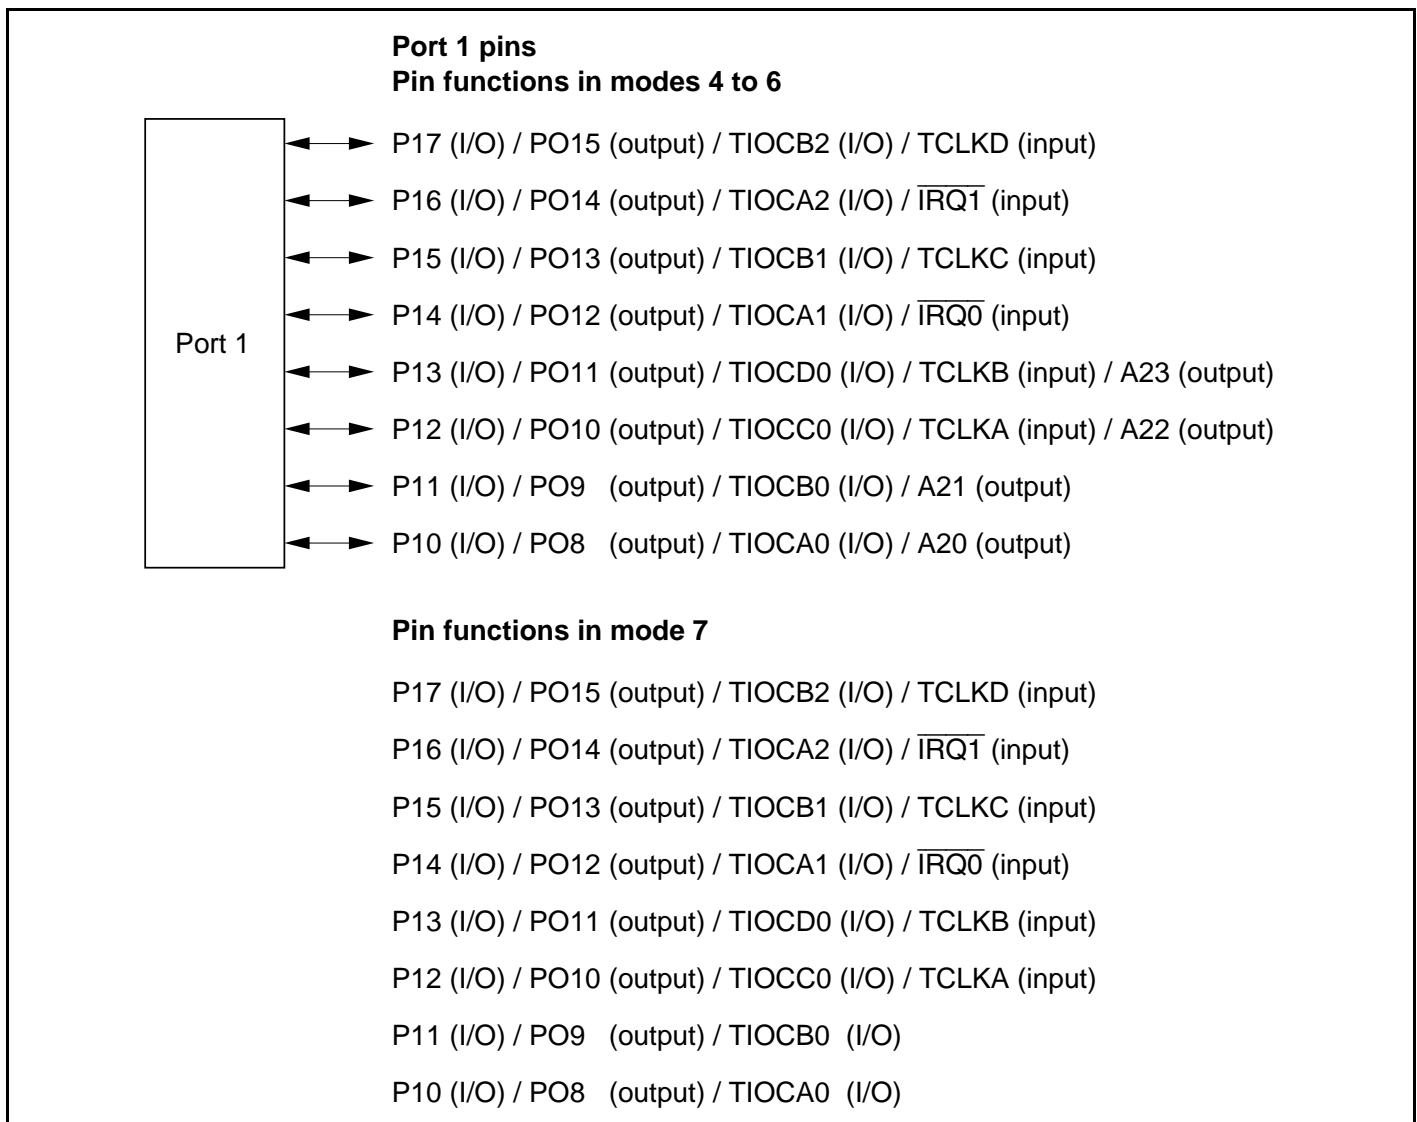 Port 1 pins
Pin functions in modes 4 to 6
P17 (I/O) / PO15 (output) / TIOCB2 (I/O) / TCLKD (input)
P16 (I/O) / PO14 (output) / TIOCA2 (I/O) / I̅R̅Q̅1̅ (input)
P15 (I/O) / PO13 (output) / TIOCB1 (I/O) / TCLKC (input)
P14 (I/O) / PO12 (output) / TIOCA1 (I/O) / I̅R̅Q̅0̅ (input)
Port 1
P13 (I/O) / PO11 (output) / TIOCD0 (I/O) / TCLKB (input) / A23 (output)
P12 (I/O) / PO10 (output) / TIOCC0 (I/O) / TCLKA (input) / A22 (output)
P11 (I/O) / PO9 (output) / TIOCB0 (I/O) / A21 (output)
P10 (I/O) / PO8 (output) / TIOCA0 (I/O) / A20 (output)
Pin functions in mode 7
P17 (I/O) / PO15 (output) / TIOCB2 (I/O) / TCLKD (input)
P16 (I/O) / PO14 (output) / TIOCA2 (I/O) / I̅R̅Q̅1̅ (input)
P15 (I/O) / PO13 (output) / TIOCB1 (I/O) / TCLKC (input)
P14 (I/O) / PO12 (output) / TIOCA1 (I/O) / I̅R̅Q̅0̅ (input)
P13 (I/O) / PO11 (output) / TIOCD0 (I/O) / TCLKB (input)
P12 (I/O) / PO10 (output) / TIOCC0 (I/O) / TCLKA (input)
P11 (I/O) / PO9 (output) / TIOCB0 (I/O)
P10 (I/O) / PO8 (output) / TIOCA0 (I/O)